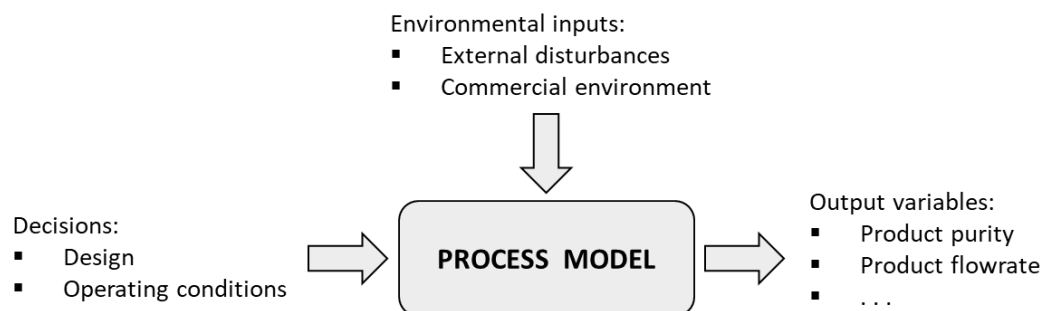 Environmental inputs:
▪ External disturbances
▪ Commercial environment
Decisions:
▪ Design
▪ Operating conditions
PROCESS MODEL
Output variables:
▪ Product purity
▪ Product flowrate
▪ . . .